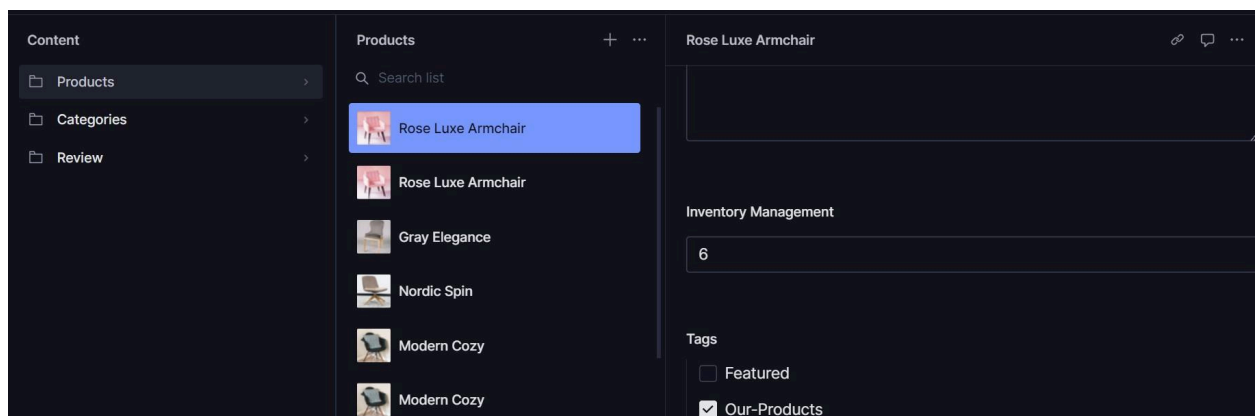 Content
Products
Categories
Review
Products
Search list
Rose Luxe Armchair
Rose Luxe Armchair
Gray Elegance
Nordic Spin
Modern Cozy
Modern Cozy
Rose Luxe Armchair
Inventory Management
6
Tags
Featured
Our-Products